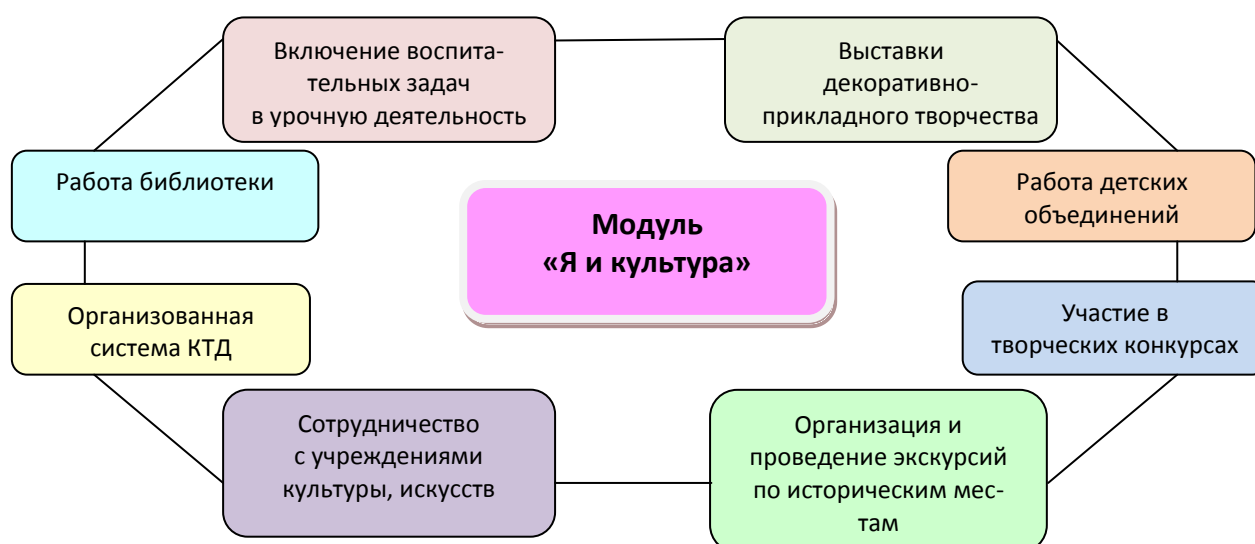 Включение воспита-
тельных задач
в урочную деятельность
Выставки
декоративно-
прикладного творчества
Работа библиотеки
Работа детских
объединений
Модуль
«Я и культура»
Организованная
система КТД
Участие в
творческих конкурсах
Сотрудничество
с учреждениями
культуры, искусств
Организация и
проведение экскурсий
по историческим мес-
там